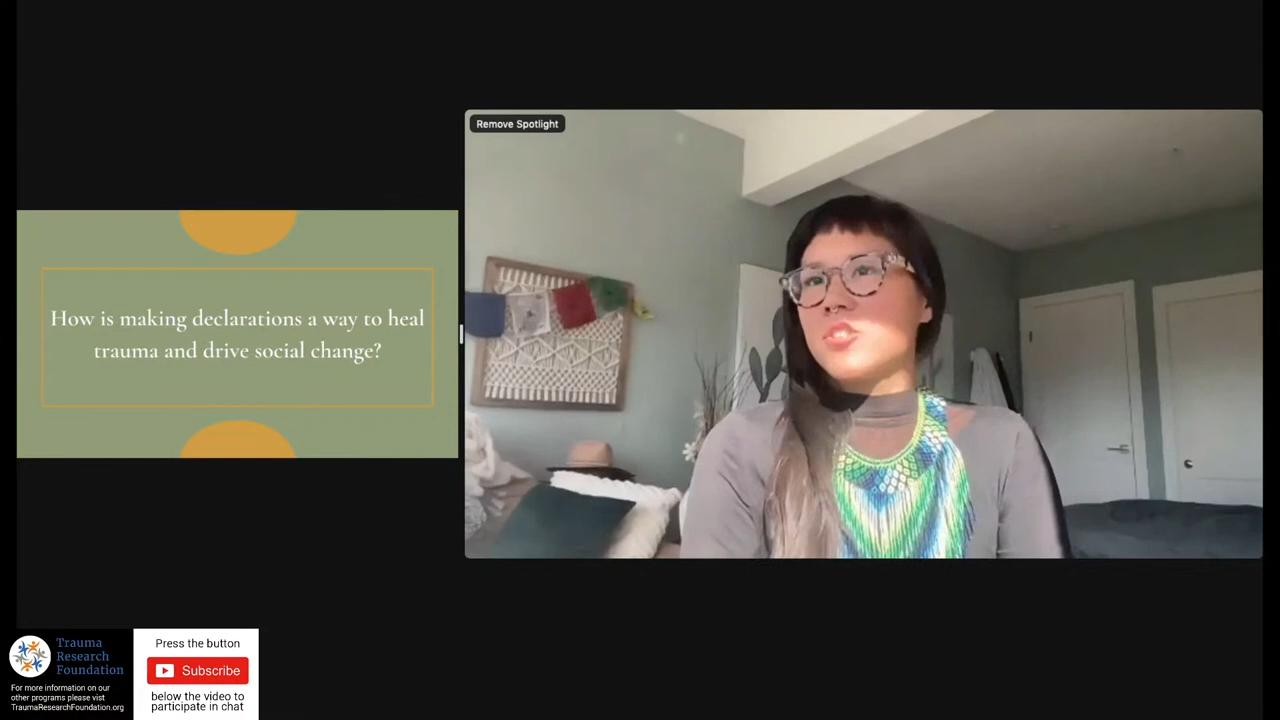 Remove Spotlight
How is making declarations a way to heal
trauma and drive social change?
Trauma
Research
Foundation
For more information on our
other programs please visit
TraumaResearchFoundation.org
Press the button
Subscribe
below the video to
participate in chat